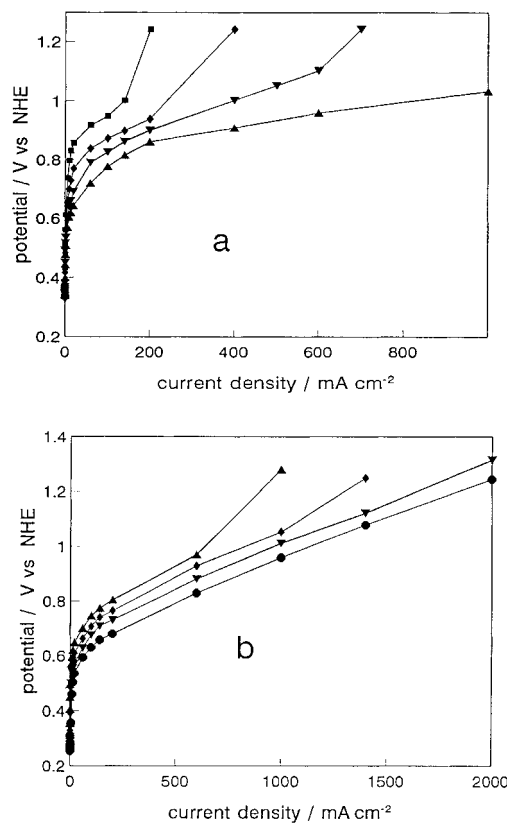 1.2
1
0.8
0.6
0.4
0.2
potential / V vs NHE
a
0 200 400 600 800
current density / mA cm⁻²
1.4
1.2
1
0.8
0.6
0.4
0.2
potential / V vs NHE
b
0 500 1000 1500 2000
current density / mA cm⁻²